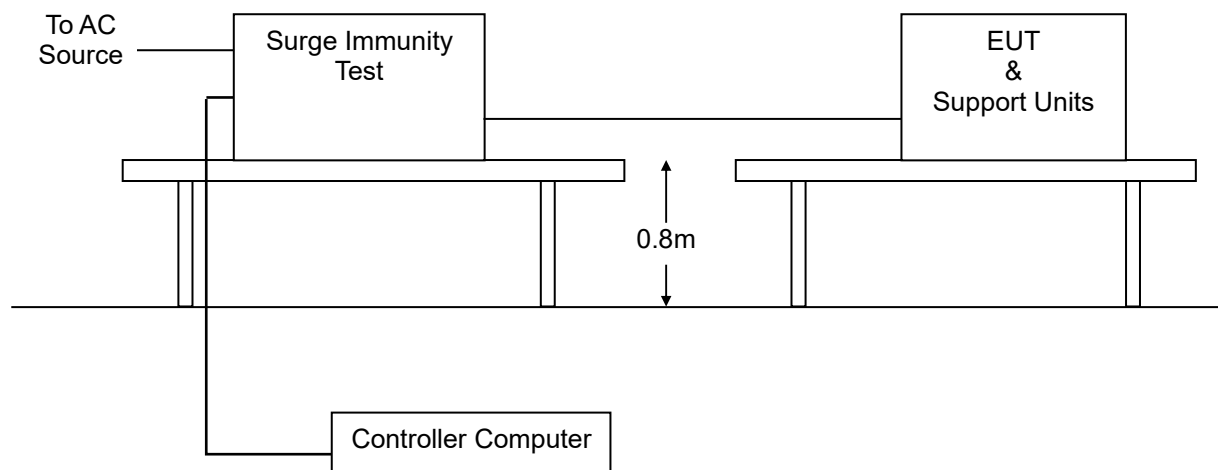 To AC
Source
Surge Immunity
Test
EUT
&
Support Units
0.8m
Controller Computer